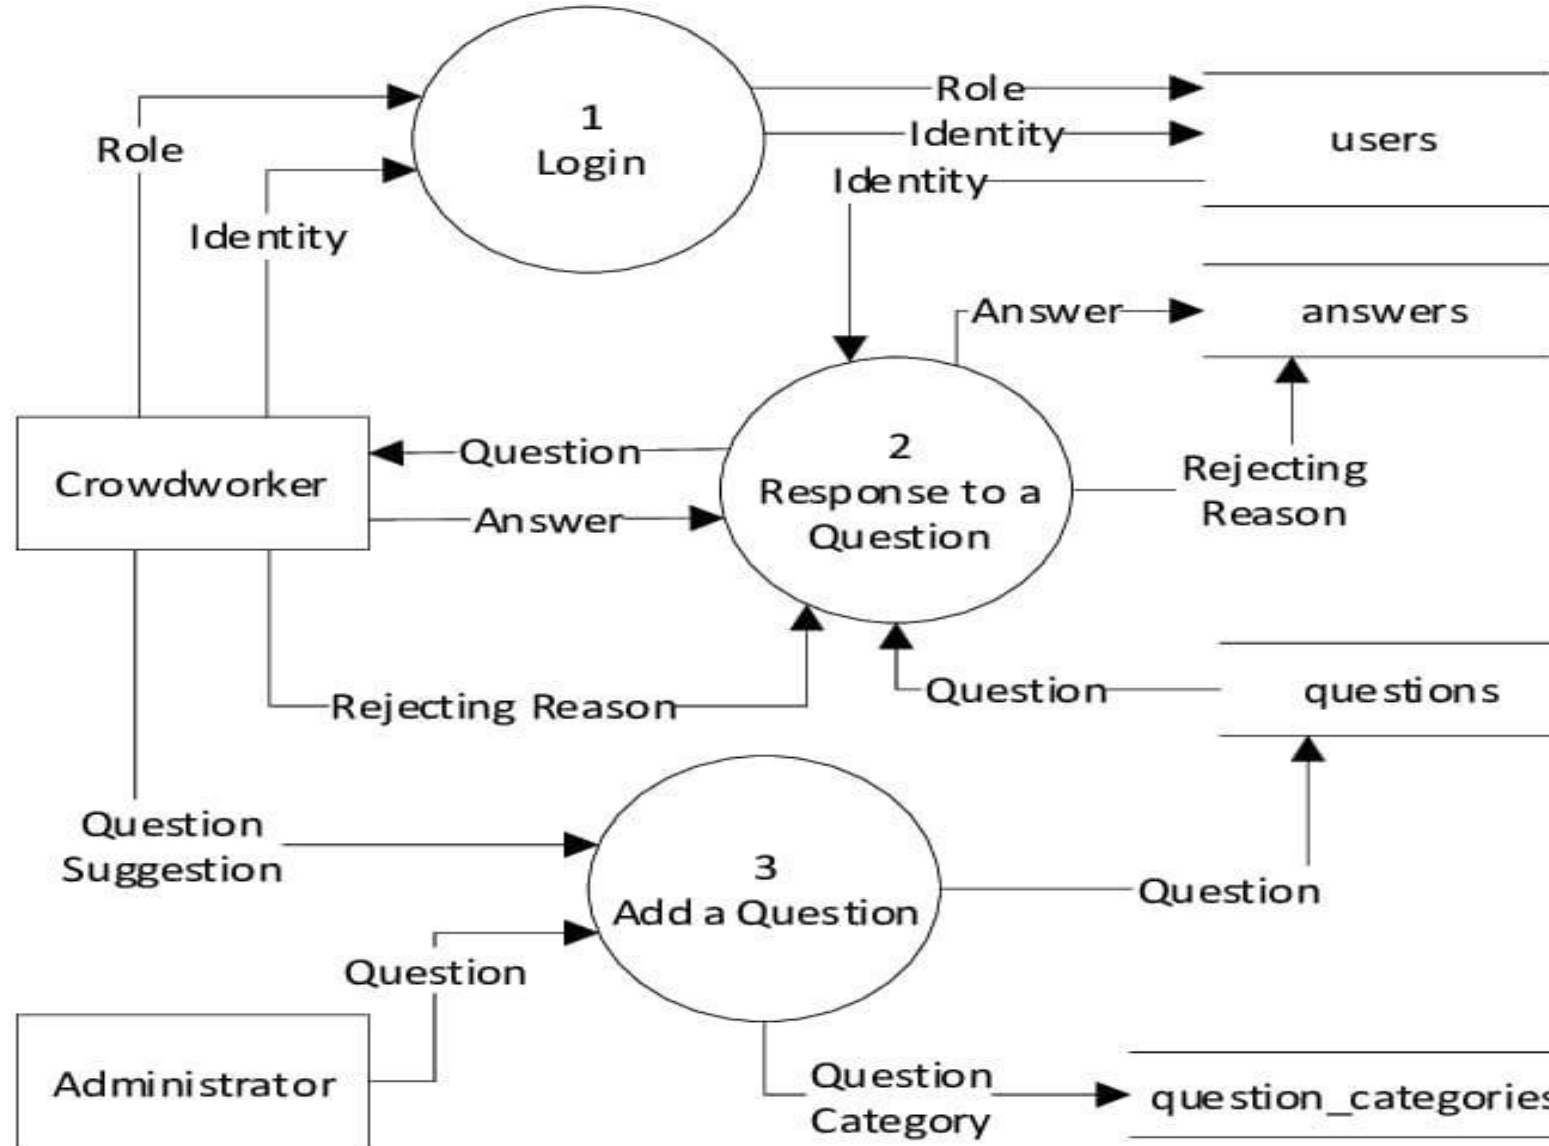 1
Login
Role
Identity
Role
Identity
Identity
users
Answer
answers
Crowdworker
Question
Answer
2
Response to a
Question
Rejecting
Reason
Rejecting Reason
Question
questions
Question
Suggestion
3
Add a Question
Question
Question
Administrator
Question
Category
question_categories